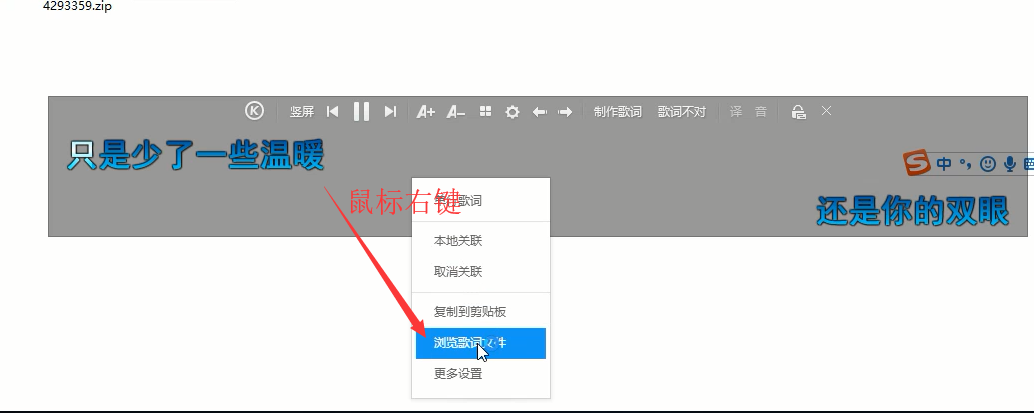 4293359.zip
K 竖屏 A+ A- 制作歌词 歌词不对 译 音
只是少了一些温暖
S 中
鼠标右键
歌词
还是你的双眼
本地关联
取消关联
复制到剪贴板
浏览歌词 件
更多设置